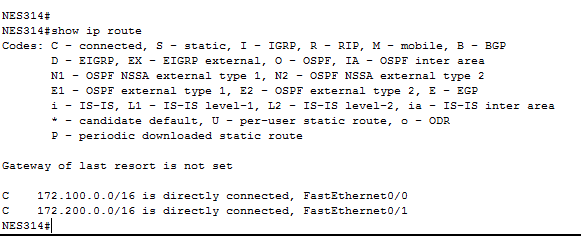 NES314#
NES314#show ip route
Codes: C - connected, S - static, I - IGRP, R - RIP, M - mobile, B - BGP
       D - EIGRP, EX - EIGRP external, O - OSPF, IA - OSPF inter area
       N1 - OSPF NSSA external type 1, N2 - OSPF NSSA external type 2
       E1 - OSPF external type 1, E2 - OSPF external type 2, E - EGP
       i - IS-IS, L1 - IS-IS level-1, L2 - IS-IS level-2, ia - IS-IS inter area
       * - candidate default, U - per-user static route, o - ODR
       P - periodic downloaded static route
Gateway of last resort is not set
C    172.100.0.0/16 is directly connected, FastEthernet0/0
C    172.200.0.0/16 is directly connected, FastEthernet0/1
NES314#